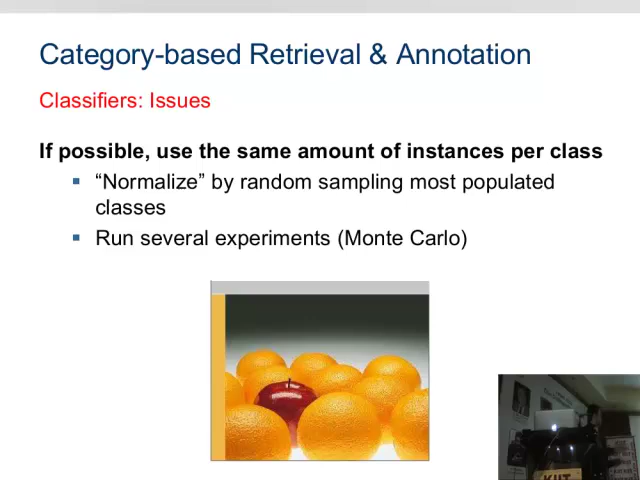 Category-based Retrieval & Annotation
Classifiers: Issues
If possible, use the same amount of instances per class
“Normalize” by random sampling most populated
classes
Run several experiments (Monte Carlo)